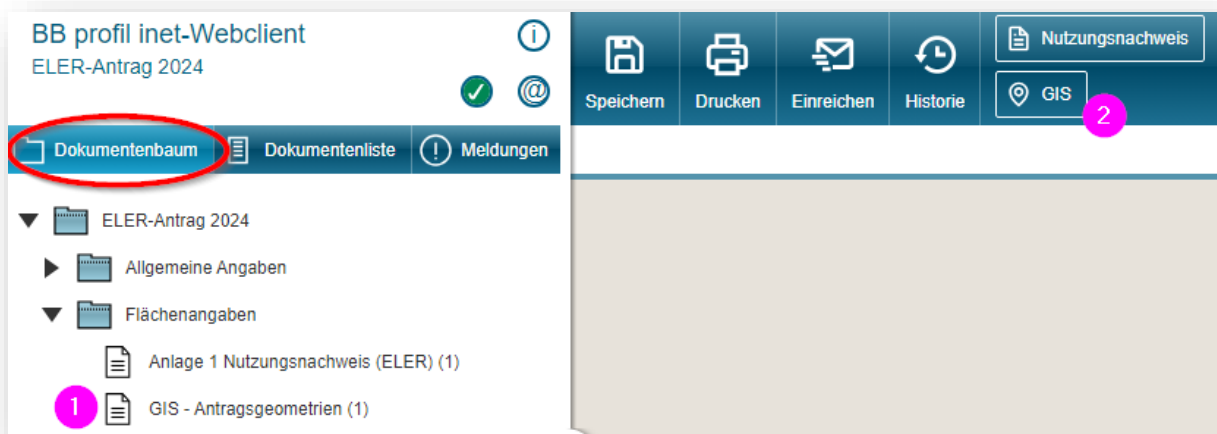 BB profil inet-Webclient
ELER-Antrag 2024
Dokumentenbaum
Dokumentenliste
Meldungen
Speichern
Drucken
Einreichen
Historie
Nutzungsnachweis
GIS
2
ELER-Antrag 2024
Allgemeine Angaben
Flächenangaben
Anlage 1 Nutzungsnachweis (ELER) (1)
1
GIS - Antragsgeometrien (1)